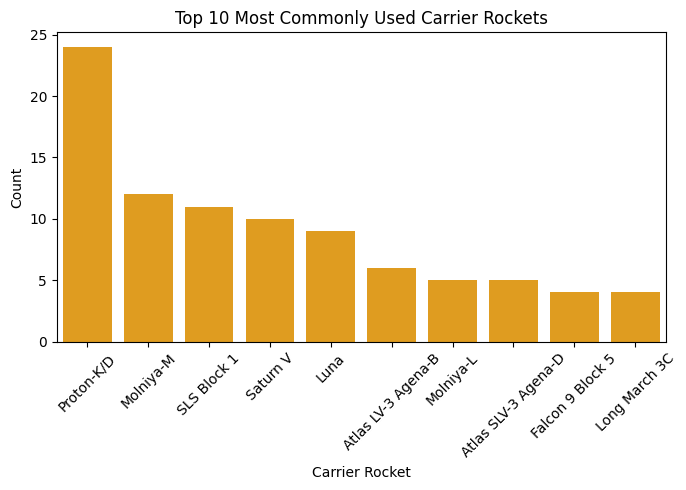 Top 10 Most Commonly Used Carrier Rockets
25
20
15
10
5
0
Count
Proton-K/D
Molniya-M
SLS Block 1
Saturn V
Luna
Atlas LV-3 Agena-B
Molniya-L
Atlas SLV-3 Agena-D
Falcon 9 Block 5
Long March 3C
Carrier Rocket